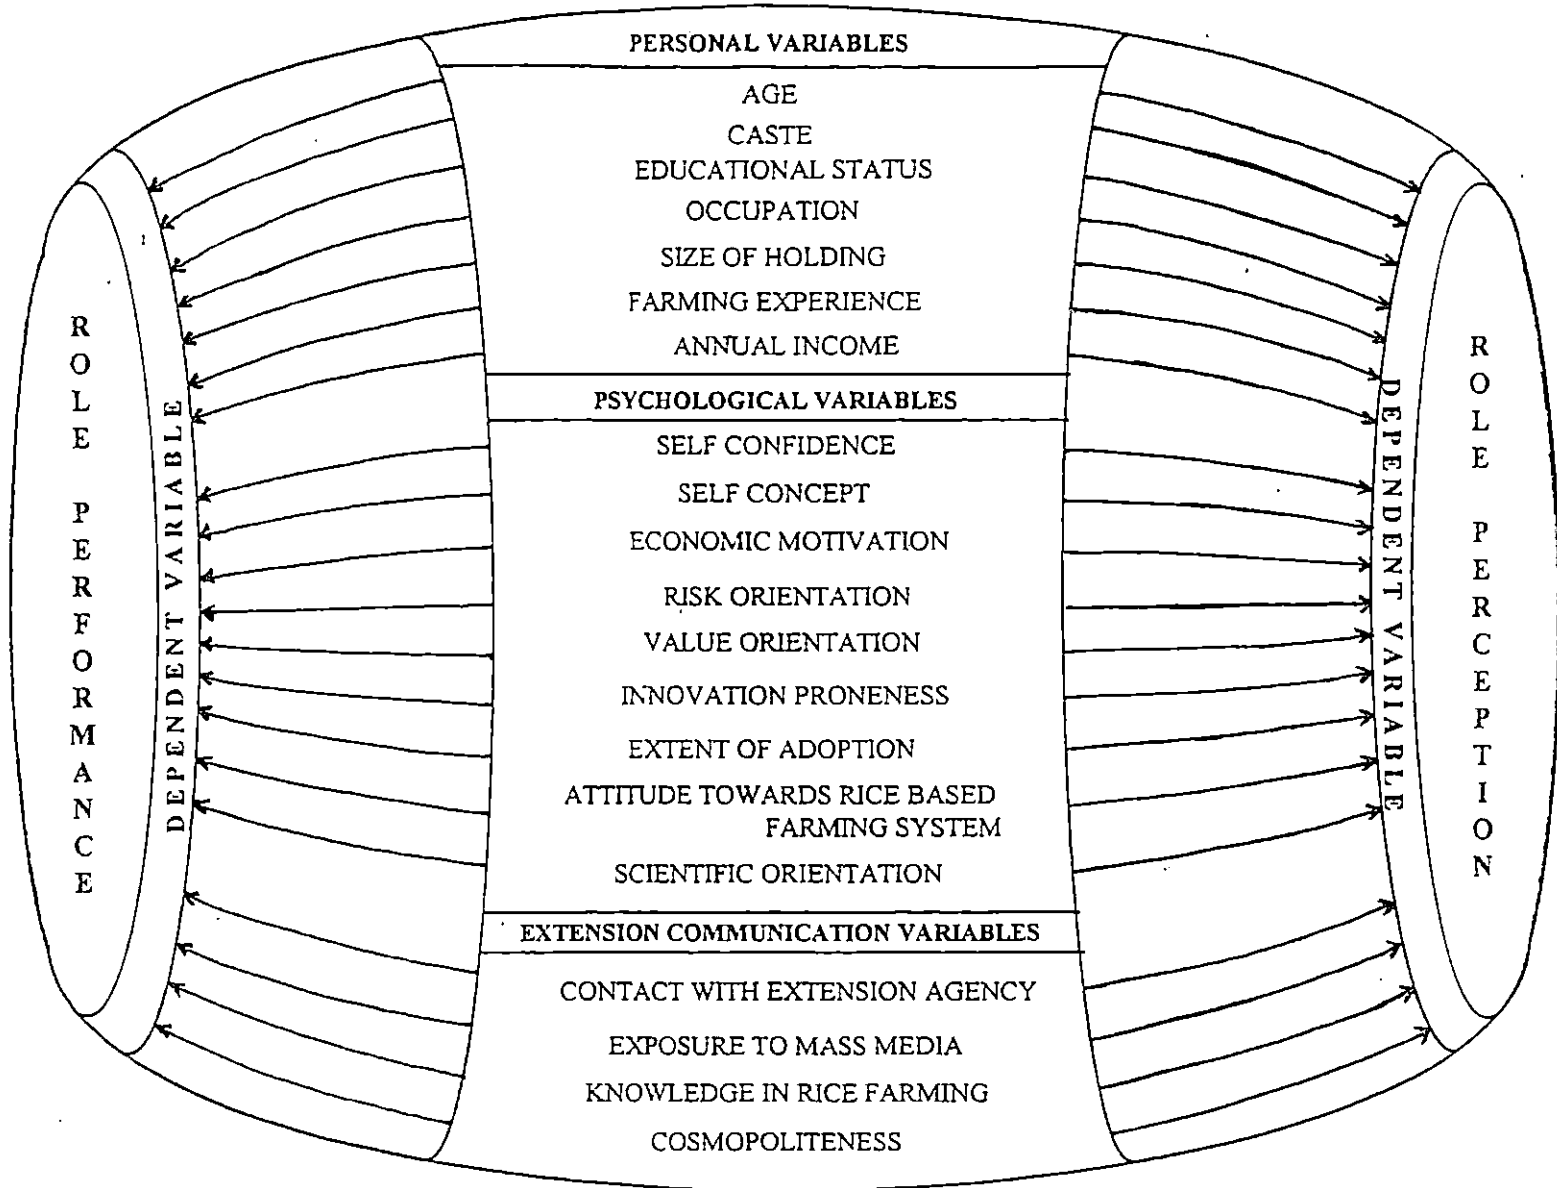 PERSONAL VARIABLES
AGE
CASTE
EDUCATIONAL STATUS
OCCUPATION
SIZE OF HOLDING
FARMING EXPERIENCE
ANNUAL INCOME
PSYCHOLOGICAL VARIABLES
SELF CONFIDENCE
SELF CONCEPT
ECONOMIC MOTIVATION
RISK ORIENTATION
VALUE ORIENTATION
INNOVATION PRONENESS
EXTENT OF ADOPTION
ATTITUDE TOWARDS RICE BASED
FARMING SYSTEM
SCIENTIFIC ORIENTATION
EXTENSION COMMUNICATION VARIABLES
CONTACT WITH EXTENSION AGENCY
EXPOSURE TO MASS MEDIA
KNOWLEDGE IN RICE FARMING
COSMOPOLITENESS
ROLE PERFORMANCE
DEPENDENT VARIABLE
DEPENDENT VARIABLE
ROLE PERCEPTION